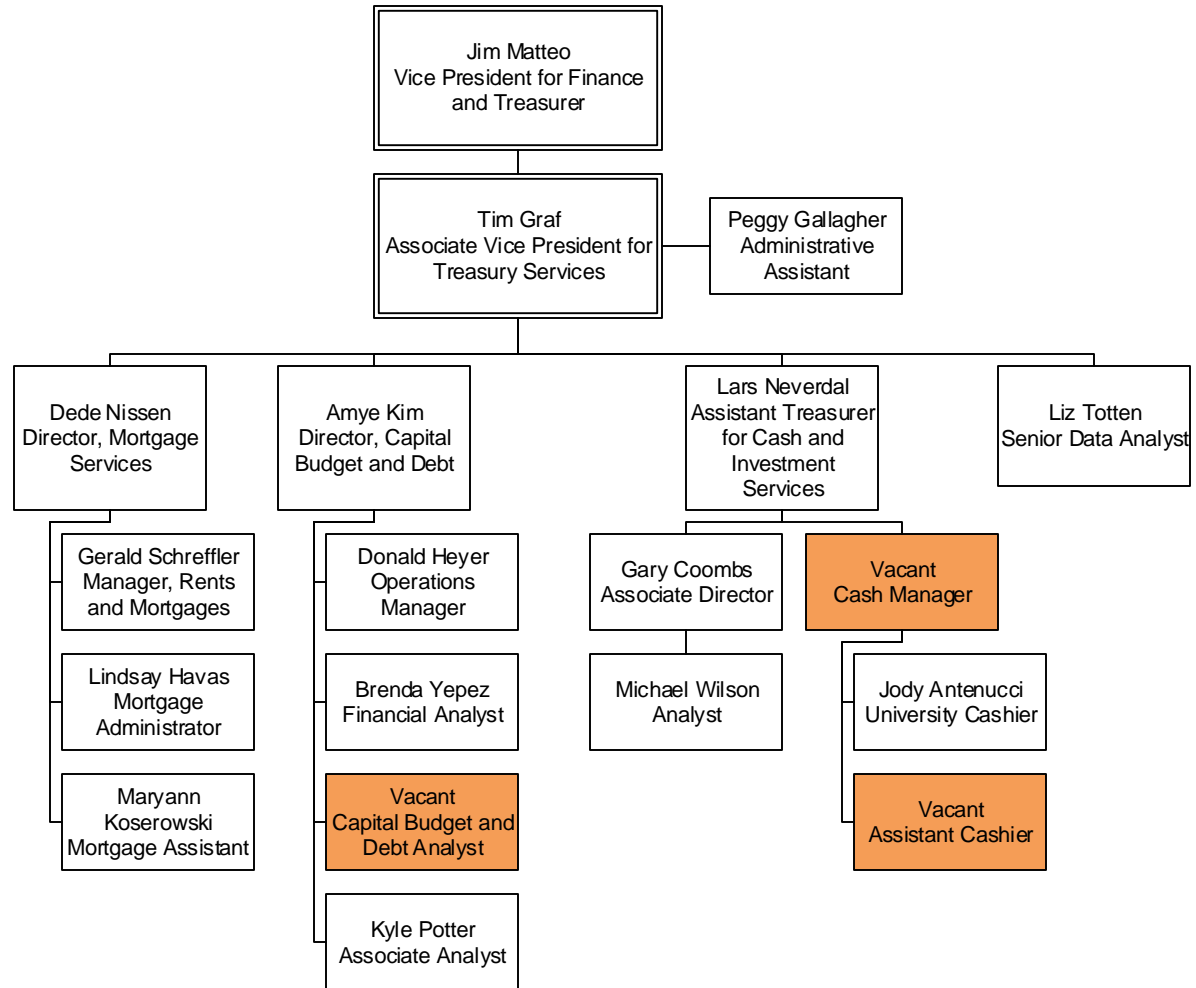 Jim Matteo
Vice President for Finance
and Treasurer
Tim Graf
Associate Vice President for
Treasury Services
Peggy Gallagher
Administrative
Assistant
Dede Nissen
Director, Mortgage
Services
Amye Kim
Director, Capital
Budget and Debt
Lars Neverdal
Assistant Treasurer
for Cash and
Investment
Services
Liz Totten
Senior Data Analyst
Gerald Schreffler
Manager, Rents
and Mortgages
Donald Heyer
Operations
Manager
Gary Coombs
Associate Director
Vacant
Cash Manager
Lindsay Havas
Mortgage
Administrator
Brenda Yepez
Financial Analyst
Michael Wilson
Analyst
Jody Antenucci
University Cashier
Maryann
Koserowski
Mortgage Assistant
Vacant
Capital Budget and
Debt Analyst
Vacant
Assistant Cashier
Kyle Potter
Associate Analyst